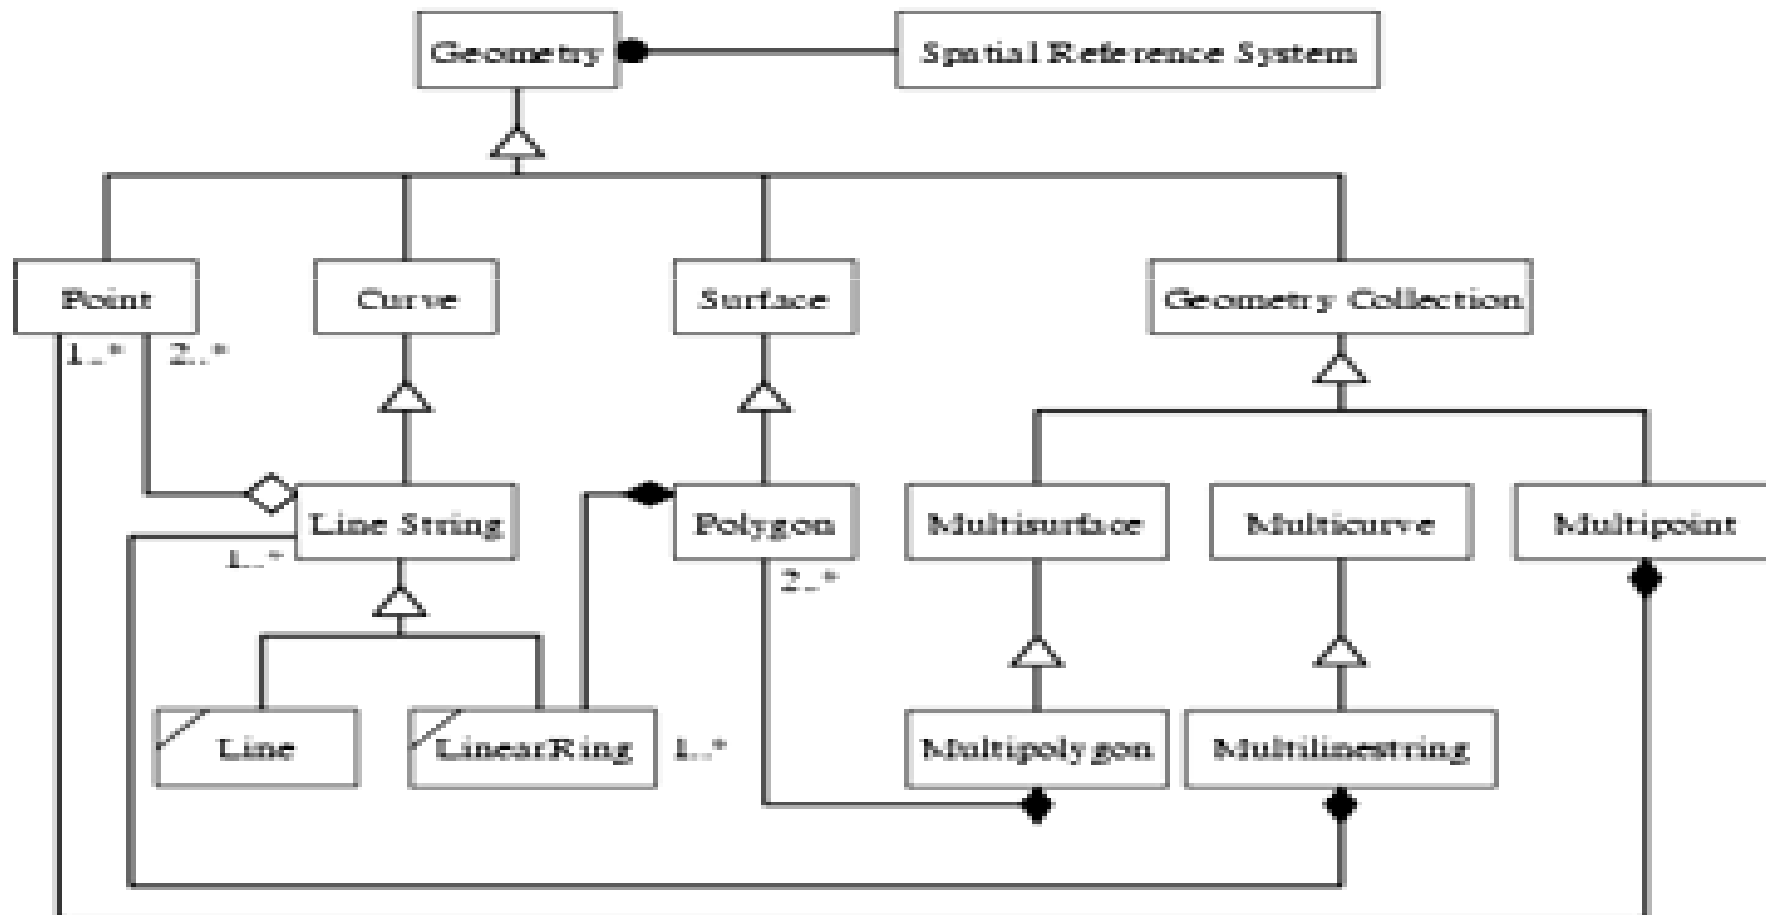 Geometry
Spatial Reference System
Point
Curve
Surface
Geometry Collection
1..*
2..*
Line String
Polygon
Multisurface
Multicurve
Multipoint
1..*
2..*
Line
LinearRing
1..*
Multipolygon
Multilinestring